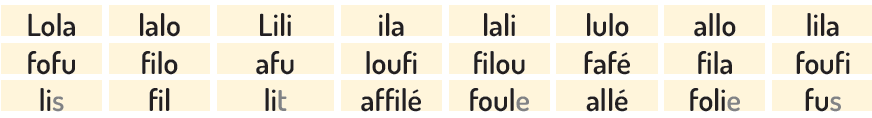 Lola lalo Lili ila lali lulo allo lila
fofu filo afu loufi filou fafé fila foufi
lis fil lit affilé foule allé folie fus